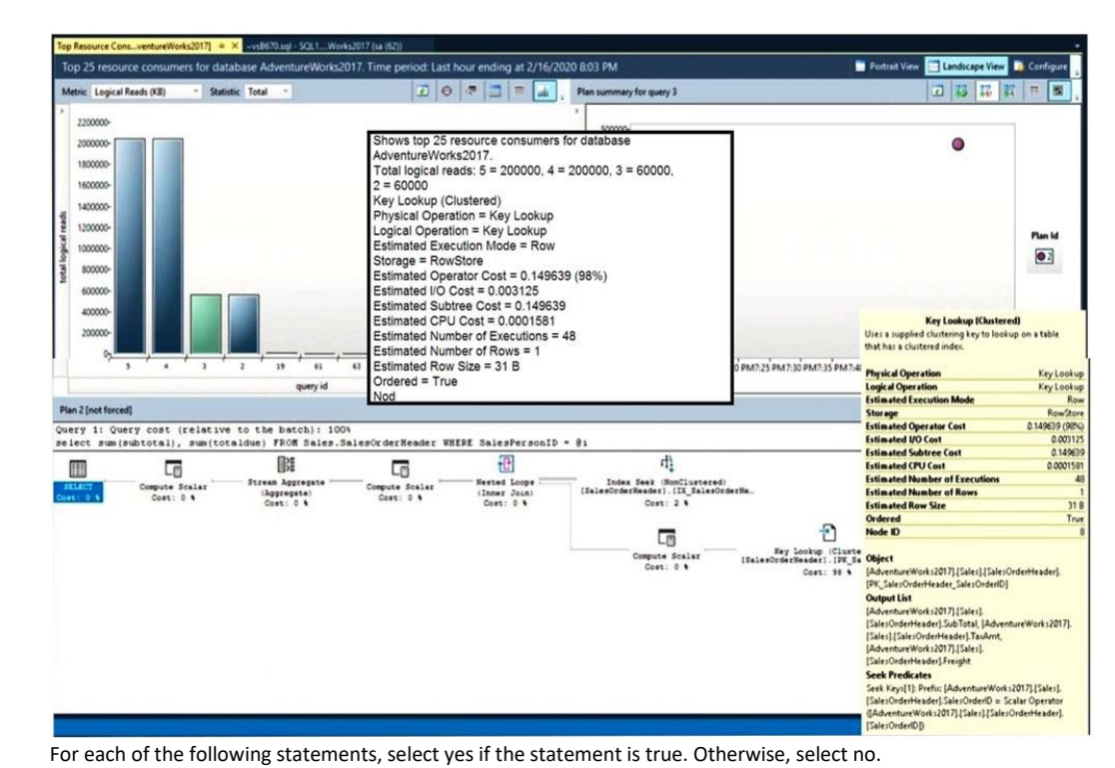 Top Resource Cons...ventureWorks2017]
~vs8670.sql - SQL1....Works2017 (sa (62))
Top 25 resource consumers for database AdventureWorks2017. Time period: Last hour ending at 2/16/2020 8:03 PM
Portrait View
Landscape View
Configure
Metric Logical Reads (KB)
Statistic Total
Plan summary for query 3
total logical reads
2200000
2000000
1800000
1600000
1400000
1200000
1000000
800000
600000
400000
200000
0
5 4 3 2 19 61 63
query id
500000
Shows top 25 resource consumers for database
AdventureWorks2017.
Total logical reads: 5 = 200000, 4 = 200000, 3 = 60000,
2 = 60000
Key Lookup (Clustered)
Physical Operation = Key Lookup
Logical Operation = Key Lookup
Estimated Execution Mode = Row
Storage = RowStore
Estimated Operator Cost = 0.149639 (98%)
Estimated I/O Cost = 0.003125
Estimated Subtree Cost = 0.149639
Estimated CPU Cost = 0.0001581
Estimated Number of Executions = 48
Estimated Number of Rows = 1
Estimated Row Size = 31 B
Ordered = True
Nod
Plan Id
2
PM7:25 PM7:30 PM7:35 PM7:4
Plan 2 [not forced]
Query 1: Query cost (relative to the batch): 100%
select sum(subtotal), sum(totaldue) FROM Sales.SalesOrderHeader WHERE SalesPersonID = @i
SELECT
Cost: 0 %
Compute Scalar
Cost: 0 %
Stream Aggregate
(Aggregate)
Cost: 0 %
Compute Scalar
Cost: 0 %
Nested Loops
(Inner Join)
Cost: 0 %
Index Seek (NonClustered)
[SalesOrderHeader].[IX_SalesOrderHe…
Cost: 2 %
Compute Scalar
Cost: 0 %
Key Lookup (Cluste
[SalesOrderHeader].[PK_Sa
Cost: 98 %
Key Lookup (Clustered)
Uses a supplied clustering key to lookup on a table
that has a clustered index.
Physical Operation Key Lookup
Logical Operation Key Lookup
Estimated Execution Mode Row
Storage RowStore
Estimated Operator Cost 0.149639 (98%)
Estimated I/O Cost 0.003125
Estimated Subtree Cost 0.149639
Estimated CPU Cost 0.0001581
Estimated Number of Executions 48
Estimated Number of Rows 1
Estimated Row Size 31 B
Ordered True
Node ID 8
Object
[AdventureWorks2017].[Sales].[SalesOrderHeader].
[PK_SalesOrderHeader_SalesOrderID]
Output List
[AdventureWorks2017].[Sales].
[SalesOrderHeader].SubTotal, [AdventureWorks2017].
[Sales].[SalesOrderHeader].TaxAmt,
[AdventureWorks2017].[Sales].
[SalesOrderHeader].Freight
Seek Predicates
Seek Keys[1]: Prefix: [AdventureWorks2017].[Sales].
[SalesOrderHeader].SalesOrderID = Scalar Operator
([AdventureWorks2017].[Sales].[SalesOrderHeader].
[SalesOrderID])
For each of the following statements, select yes if the statement is true. Otherwise, select no.